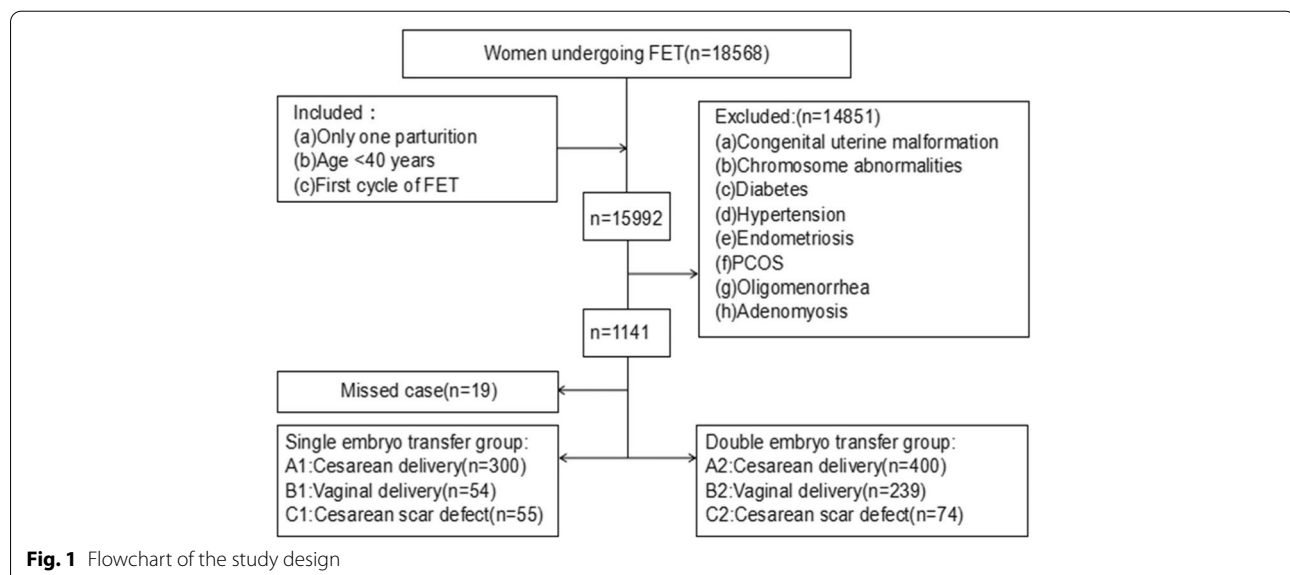 Women undergoing FET(n=18568)
Included :
(a)Only one parturition
(b)Age <40 years
(c)First cycle of FET
Excluded:(n=14851)
(a)Congenital uterine malformation
(b)Chromosome abnormalities
(c)Diabetes
(d)Hypertension
(e)Endometriosis
(f)PCOS
(g)Oligomenorrhea
(h)Adenomyosis
n=15992
n=1141
Missed case(n=19)
Single embryo transfer group:
A1:Cesarean delivery(n=300)
B1:Vaginal delivery(n=54)
C1:Cesarean scar defect(n=55)
Double embryo transfer group:
A2:Cesarean delivery(n=400)
B2:Vaginal delivery(n=239)
C2:Cesarean scar defect(n=74)
Fig. 1 Flowchart of the study design